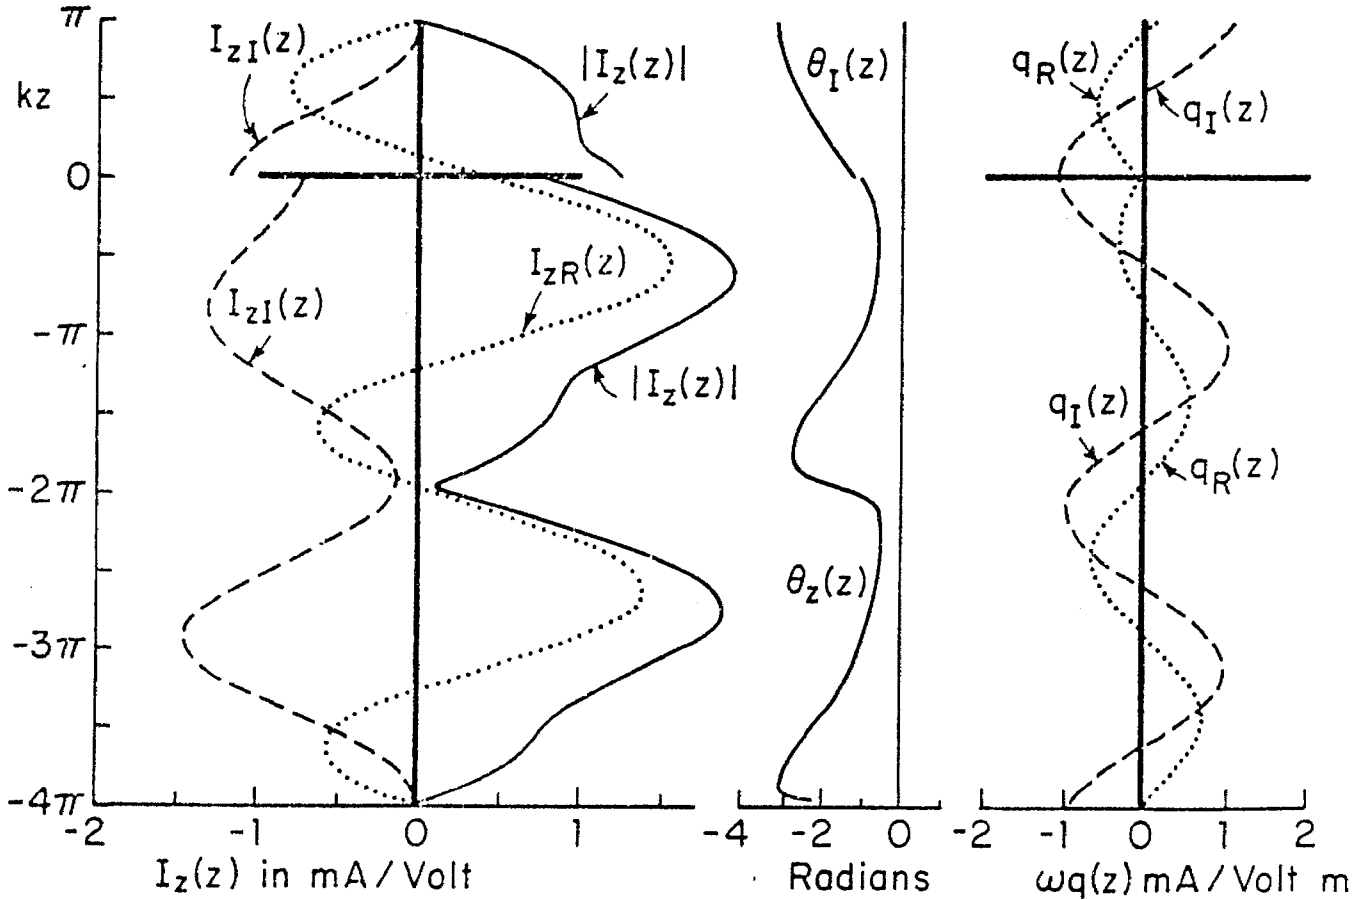 π
kz
0
-π
-2π
-3π
-4π
I_zI(z)
|I_z(z)|
I_zR(z)
I_zI(z)
|I_z(z)|
-2
-1
0
1
I_z(z) in mA/Volt
θ_I(z)
θ_z(z)
-4
-2
0
Radians
q_R(z)
q_I(z)
q_I(z)
q_R(z)
-2
-1
0
1
2
ωq(z) mA/Volt m